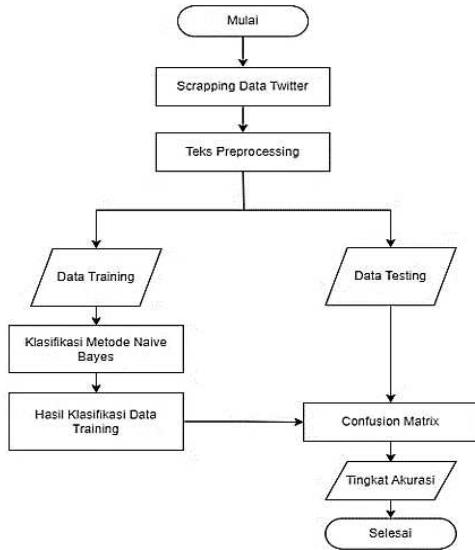 Mulai
Scrapping Data Twitter
Teks Preprocessing
Data Training
Data Testing
Klasifikasi Metode Naive
Bayes
Hasil Klasifikasi Data
Training
Confusion Matrix
Tingkat Akurasi
Selesai